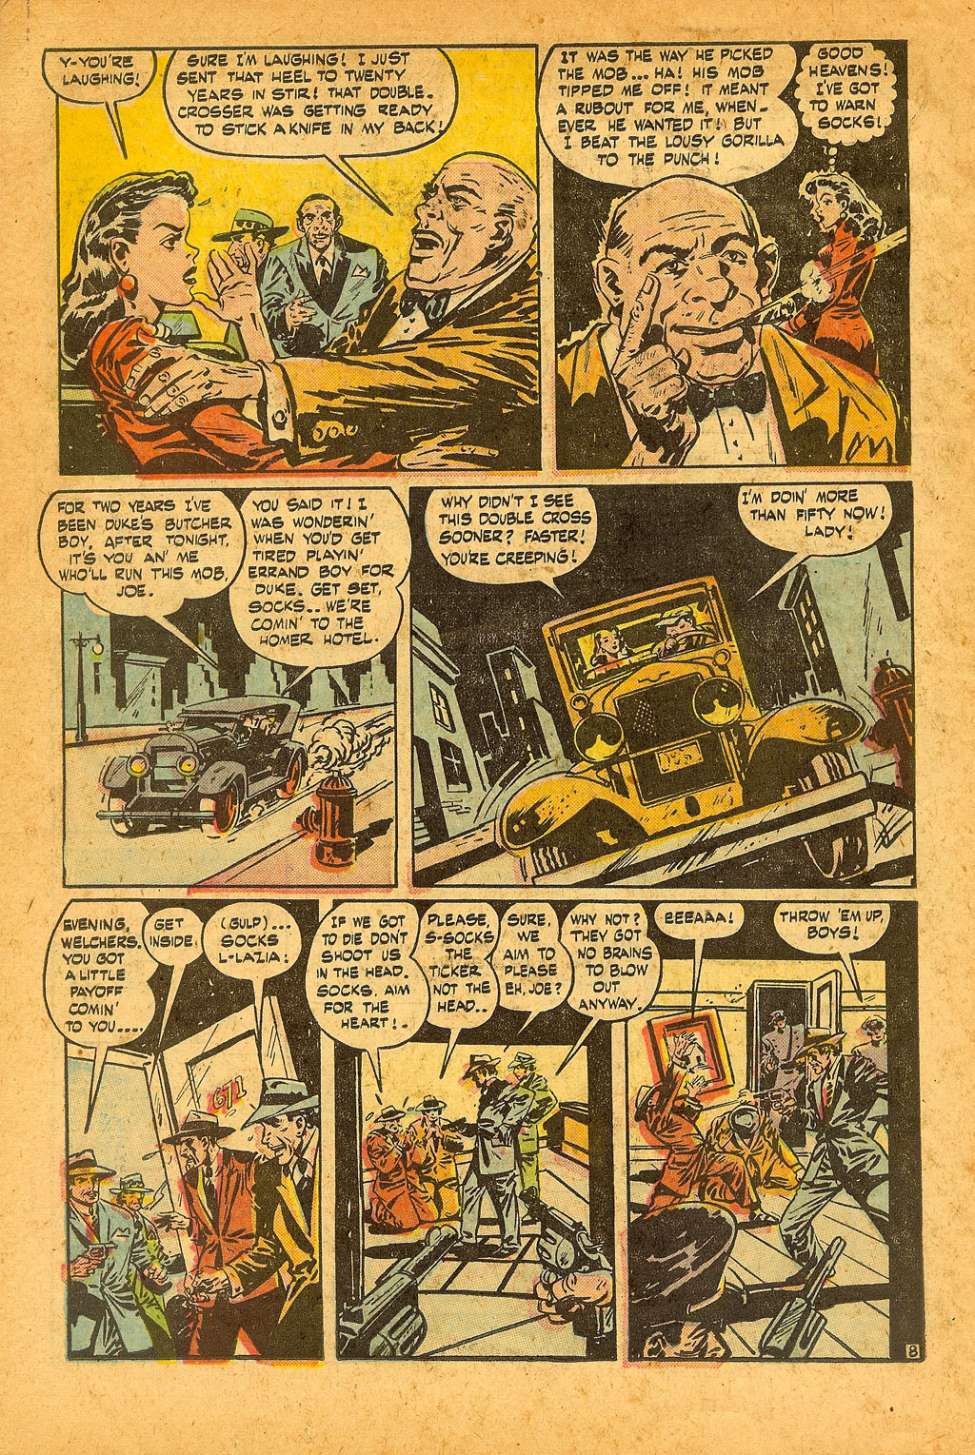 Y-YOU'RE
LAUGHING!
SURE I'M LAUGHING! I JUST
SENT THAT HEEL TO TWENTY
YEARS IN STIR! THAT DOUBLE-
CROSSER WAS GETTING READY
TO STICK A KNIFE IN MY BACK!
IT WAS THE WAY HE PICKED
THE MOB... HA! HIS MOB
TIPPED ME OFF! IT MEANT
A RUBOUT FOR ME, WHEN-
EVER HE WANTED IT! BUT
I BEAT THE LOUSY GORILLA
TO THE PUNCH!
GOOD
HEAVENS!
I'VE GOT
TO WARN
SOCKS!
FOR TWO YEARS I'VE
BEEN DUKE'S BUTCHER
BOY, AFTER TONIGHT,
IT'S YOU AN' ME
WHO'LL RUN THIS MOB,
JOE.
YOU SAID IT! I
WAS WONDERIN'
WHEN YOU'D GET
TIRED PLAYIN'
ERRAND BOY FOR
DUKE. GET SET,
SOCKS.. WE'RE
COMIN' TO THE
HOMER HOTEL.
WHY DIDN'T I SEE
THIS DOUBLE CROSS
SOONER? FASTER!
YOU'RE CREEPING!
I'M DOIN' MORE
THAN FIFTY NOW!
LADY!
EVENING,
WELCHERS,
YOU GOT
A LITTLE
PAYOFF
COMIN'
TO YOU....
GET
INSIDE,
(GULP)...
SOCKS
L-LAZIA!
671
IF WE GOT
TO DIE DON'T
SHOOT US
IN THE HEAD.
SOCKS, AIM
FOR THE
HEART!-
PLEASE,
S-SOCKS
THE
TICKER
NOT THE
HEAD..
SURE,
WE
AIM TO
PLEASE
EH, JOE?
WHY NOT?
THEY GOT
NO BRAINS
TO BLOW
OUT
ANYWAY.
EEEAAA!
THROW 'EM UP,
BOYS!
8